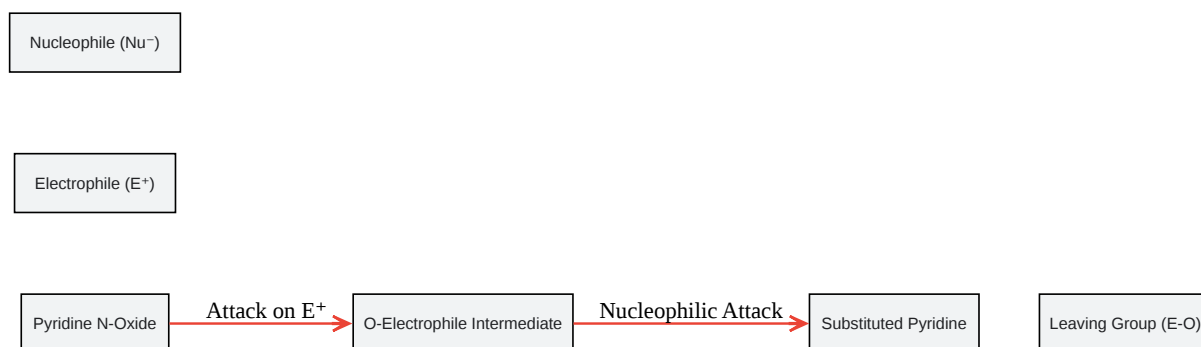 Nucleophile (Nu⁻)
Electrophile (E⁺)
Pyridine N-Oxide
Attack on E⁺
O-Electrophile Intermediate
Nucleophilic Attack
Substituted Pyridine
Leaving Group (E-O)